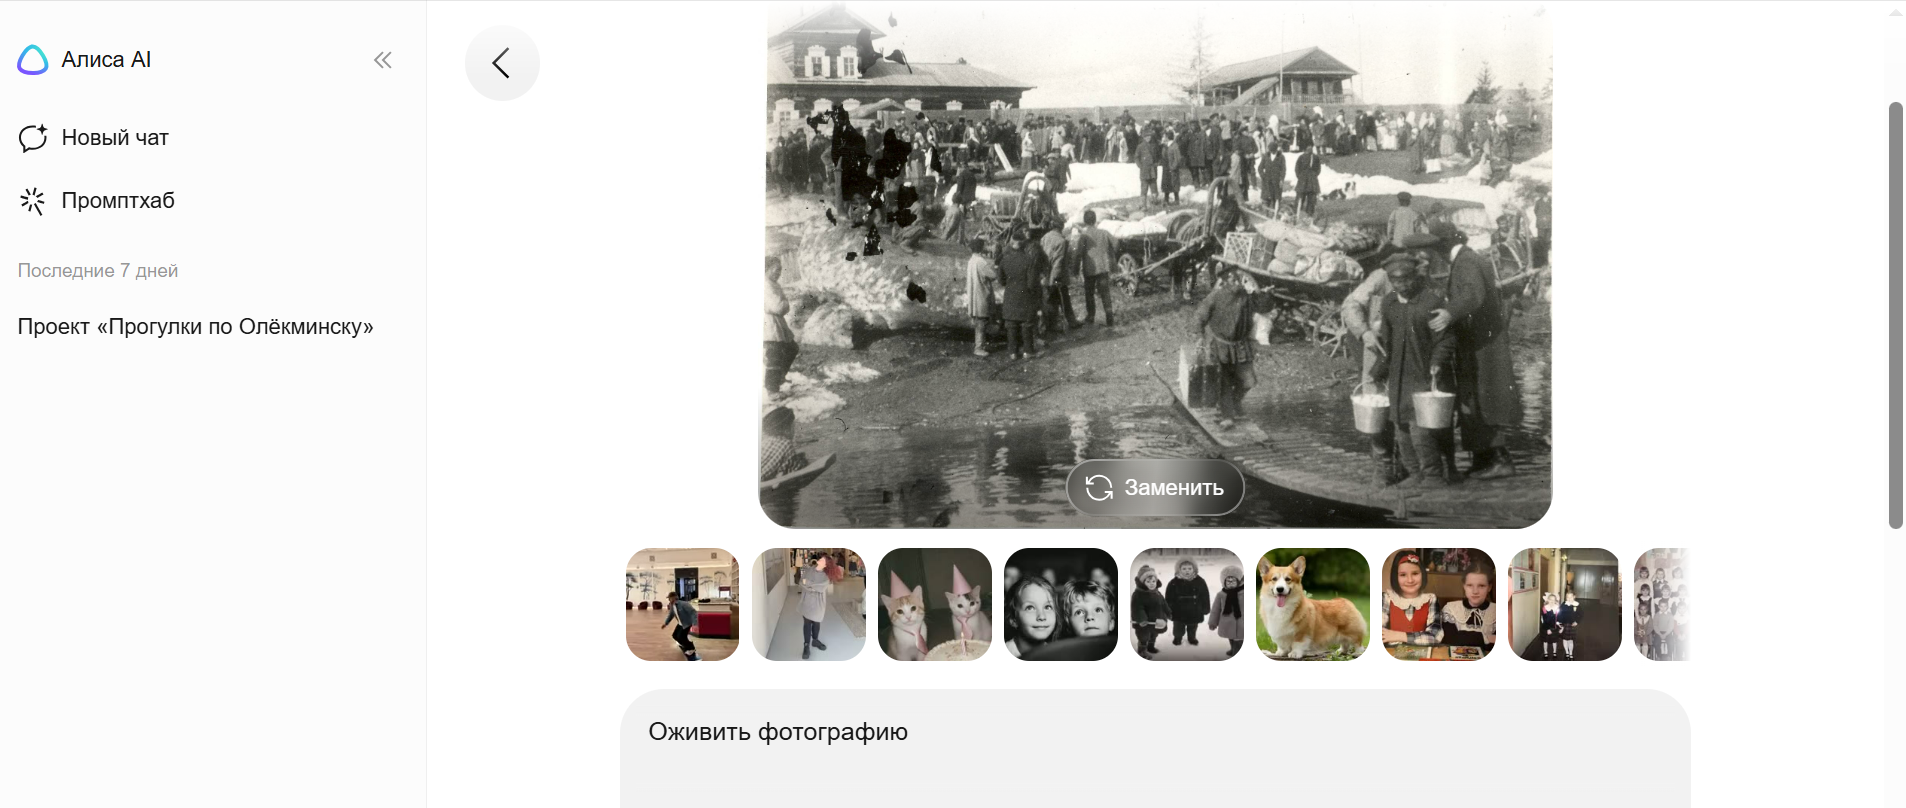 Алиса AI
Новый чат
Промптхаб
Последние 7 дней
Проект «Прогулки по Олёкминску»
Заменить
Оживить фотографию